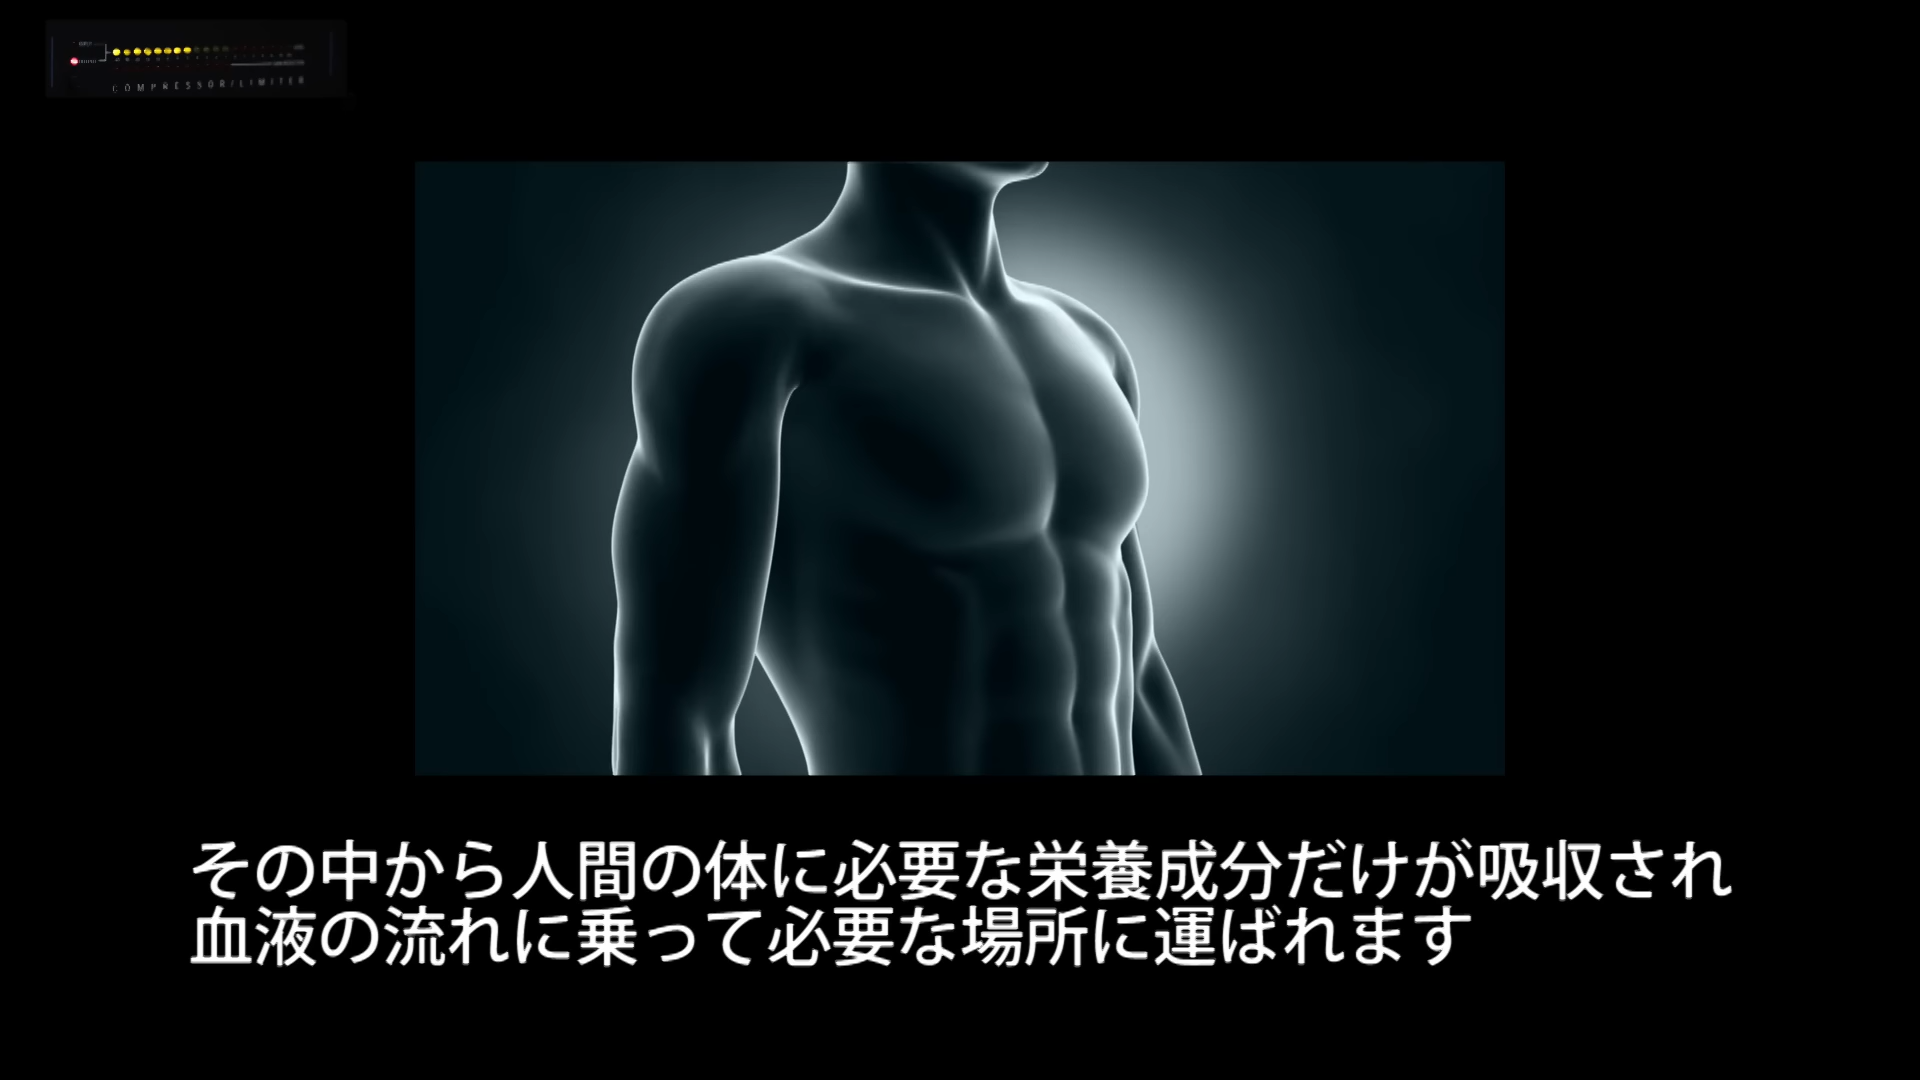 COMPRESSOR/LIMITER
その中から人間の体に必要な栄養成分だけが吸収され
血液の流れに乗って必要な場所に運ばれます